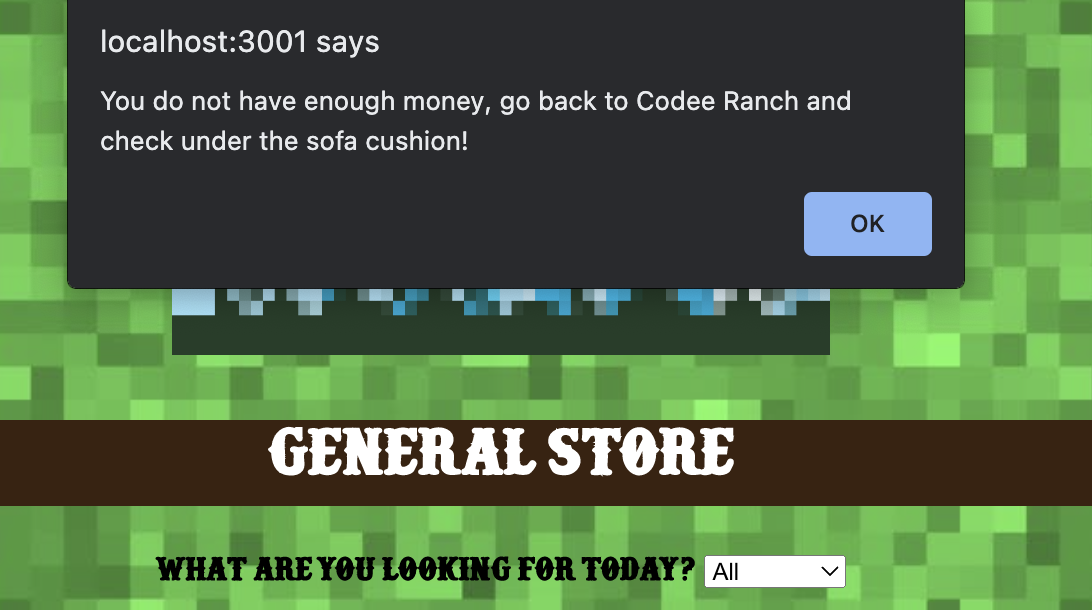 localhost:3001 says
You do not have enough money, go back to Codee Ranch and
check under the sofa cushion!
OK
GENERAL STORE
WHAT ARE YOU LOOKING FOR TODAY? All